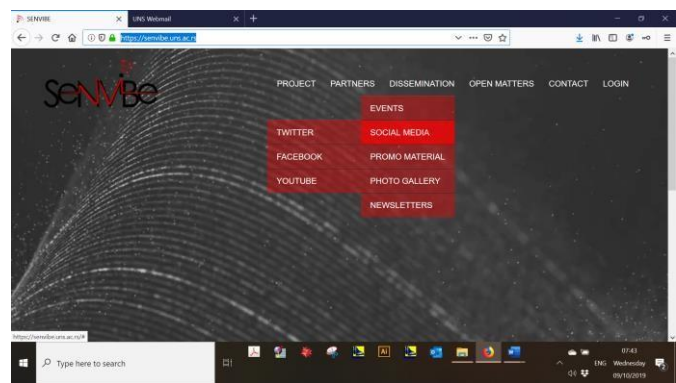 SENVIBE
UNS Webmail
https://senvibe.uns.ac.rs
SENVIBE
PROJECT PARTNERS DISSEMINATION OPEN MATTERS CONTACT LOGIN
EVENTS
TWITTER SOCIAL MEDIA
FACEBOOK PROMO MATERIAL
YOUTUBE PHOTO GALLERY
NEWSLETTERS
https://senvibe.uns.ac.rs/#
Type here to search
07:43
ENG Wednesday
09/10/2019